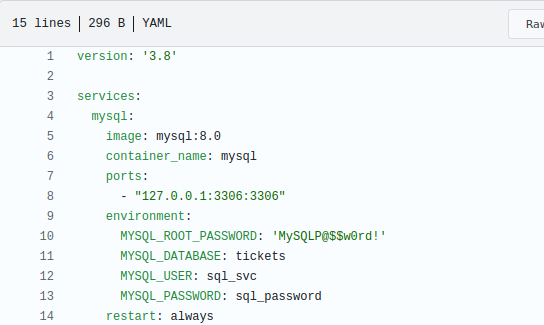 15 lines | 296 B | YAML
Raw
1 version: '3.8'
2
3 services:
4   mysql:
5     image: mysql:8.0
6     container_name: mysql
7     ports:
8       - "127.0.0.1:3306:3306"
9     environment:
10       MYSQL_ROOT_PASSWORD: 'MySQLP@$$w0rd!'
11       MYSQL_DATABASE: tickets
12       MYSQL_USER: sql_svc
13       MYSQL_PASSWORD: sql_password
14     restart: always